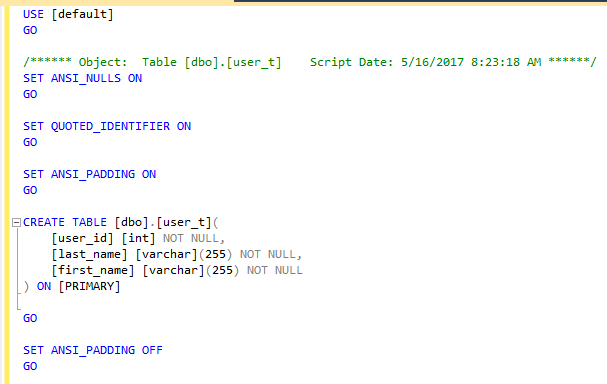 USE [default]
GO
/****** Object:  Table [dbo].[user_t]    Script Date: 5/16/2017 8:23:18 AM ******/
SET ANSI_NULLS ON
GO
SET QUOTED_IDENTIFIER ON
GO
SET ANSI_PADDING ON
GO
CREATE TABLE [dbo].[user_t](
    [user_id] [int] NOT NULL,
    [last_name] [varchar](255) NOT NULL,
    [first_name] [varchar](255) NOT NULL
) ON [PRIMARY]
GO
SET ANSI_PADDING OFF
GO